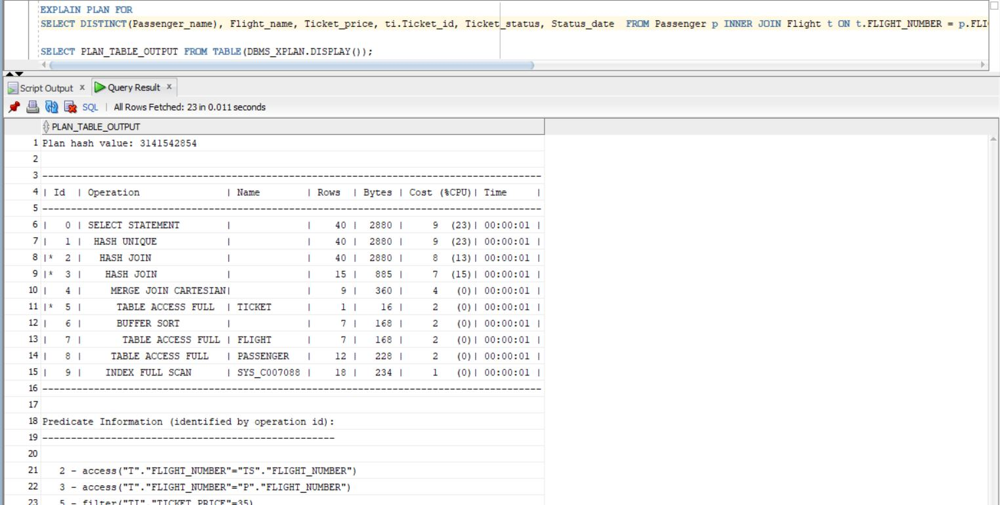 EXPLAIN PLAN FOR
SELECT DISTINCT(Passenger_name), Flight_name, Ticket_price, ti.Ticket_id, Ticket_status, Status_date  FROM Passenger p INNER JOIN Flight t ON t.FLIGHT_NUMBER = p.FLI
SELECT PLAN_TABLE_OUTPUT FROM TABLE(DBMS_XPLAN.DISPLAY());
Script Output x Query Result x
SQL | All Rows Fetched: 23 in 0.011 seconds
PLAN_TABLE_OUTPUT
1 Plan hash value: 3141542854
2
3 ---------------------------------------------------------------------------------------
4 | Id  | Operation               | Name         | Rows  | Bytes | Cost (%CPU)| Time     |
5 ---------------------------------------------------------------------------------------
6 |   0 | SELECT STATEMENT        |              |    40 |  2880 |     9  (23)| 00:00:01 |
7 |   1 |  HASH UNIQUE            |              |    40 |  2880 |     9  (23)| 00:00:01 |
8 |*  2 |   HASH JOIN             |              |    40 |  2880 |     8  (13)| 00:00:01 |
9 |*  3 |    HASH JOIN            |              |    15 |   885 |     7  (15)| 00:00:01 |
10 |   4 |     MERGE JOIN CARTESIAN|              |     9 |   360 |     4   (0)| 00:00:01 |
11 |*  5 |      TABLE ACCESS FULL  | TICKET       |     1 |    16 |     2   (0)| 00:00:01 |
12 |   6 |      BUFFER SORT        |              |     7 |   168 |     2   (0)| 00:00:01 |
13 |   7 |       TABLE ACCESS FULL | FLIGHT       |     7 |   168 |     2   (0)| 00:00:01 |
14 |   8 |     TABLE ACCESS FULL   | PASSENGER    |    12 |   228 |     2   (0)| 00:00:01 |
15 |   9 |    INDEX FULL SCAN      | SYS_C007088 |    18 |   234 |     1   (0)| 00:00:01 |
16 ---------------------------------------------------------------------------------------
17
18 Predicate Information (identified by operation id):
19 ---------------------------------------------------
20
21    2 - access("T"."FLIGHT_NUMBER"="TS"."FLIGHT_NUMBER")
22    3 - access("T"."FLIGHT_NUMBER"="P"."FLIGHT_NUMBER")
23    5 - filter("TI"."TICKET_PRICE"=35)